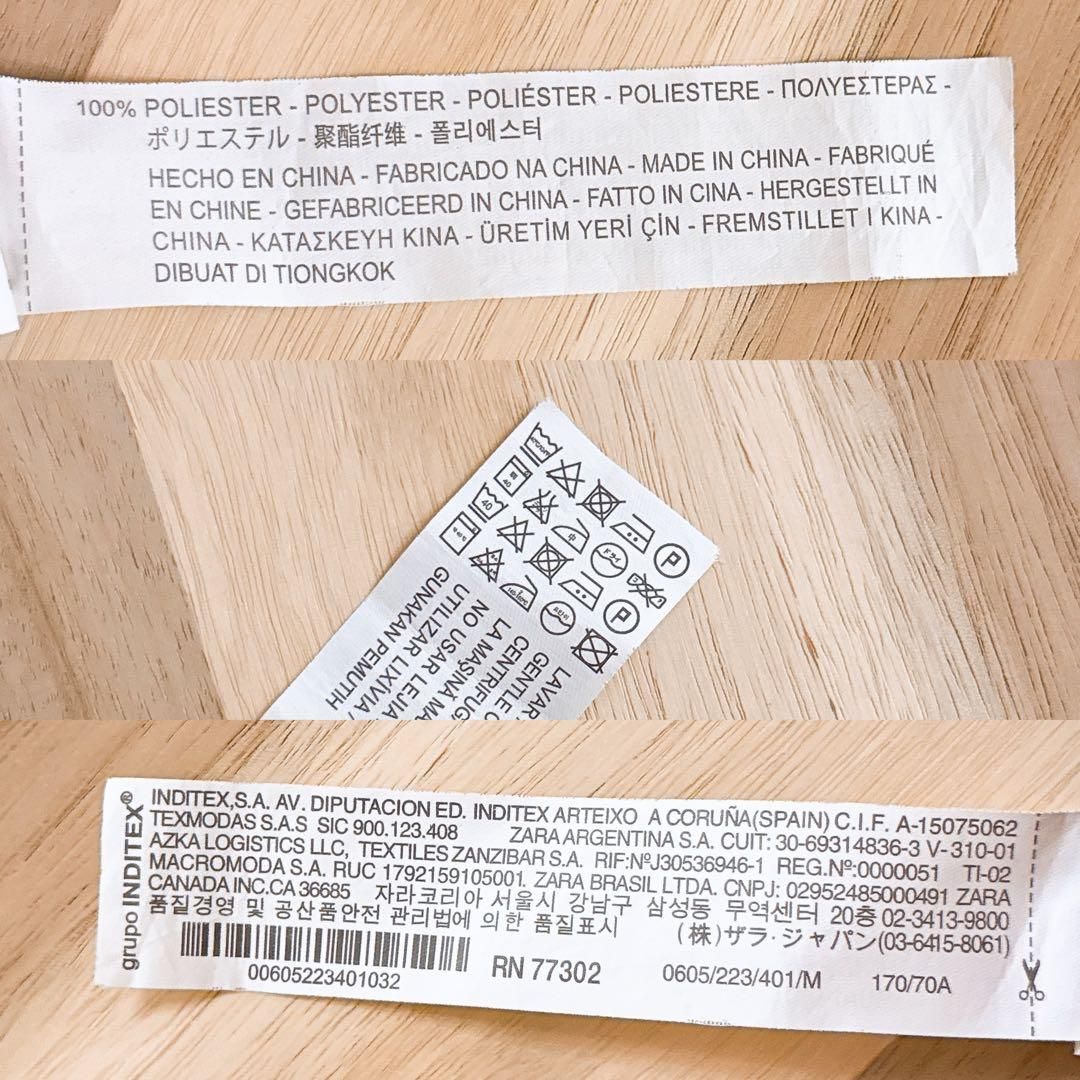 100% POLIESTER - POLYESTER - POLIÉSTER - POLIESTERE - ΠΟΛΥΕΣΤΕΡΑΣ -
ポリエステル - 聚酯纤维 - 폴리에스터
HECHO EN CHINA - FABRICADO NA CHINA - MADE IN CHINA - FABRIQUÉ
EN CHINE - GEFABRICEERD IN CHINA - FATTO IN CINA - HERGESTELLT IN
CHINA - ΚΑΤΑΣΚΕΥΗ ΚΙΝΑ - ÜRETİM YERİ ÇİN - FREMSTILLET I KINA -
DIBUAT DI TIONGKOK
LAVAR
GENTLE
CENTRIFUG
LA MAȘINĂ MA
NO USAR LEJIA
UTILIZAR LIXÍVIA
GUNAKAN PEMUTIH
grupo INDITEX®
INDITEX,S.A. AV. DIPUTACION ED. INDITEX ARTEIXO A CORUÑA(SPAIN) C.I.F. A-15075062
TEXMODAS S.A.S SIC 900.123.408 ZARA ARGENTINA S.A. CUIT: 30-69314836-3 V-310-01
AZKA LOGISTICS LLC, TEXTILES ZANZIBAR S.A. RIF:NºJ30536946-1 REG.Nº:0000051 TI-02
MACROMODA S.A. RUC 1792159105001. ZARA BRASIL LTDA. CNPJ: 02952485000491 ZARA
CANADA INC.CA 36685 자라코리아 서울시 강남구 삼성동 무역센터 20층 02-3413-9800
품질경영 및 공산품안전 관리법에 의한 품질표시 (株)ザラ・ジャパン(03-6415-8061)
00605223401032 RN 77302 0605/223/401/M 170/70A